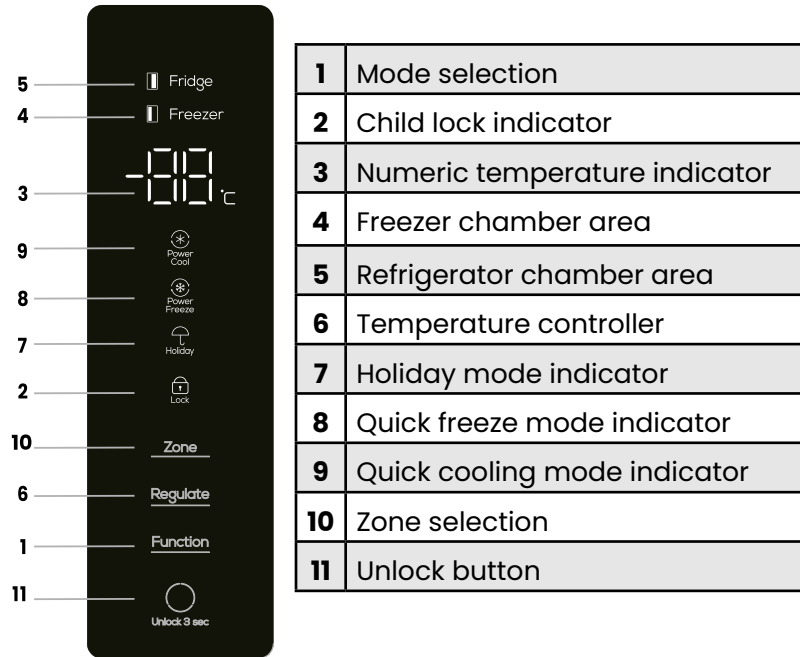 5 Fridge
4 Freezer
3 -88 °C
9 Power
Cool
8 Power
Freeze
7 Holiday
2 Lock
10 Zone
6 Regulate
1 Function
11 Unlock 3 sec
1 Mode selection
2 Child lock indicator
3 Numeric temperature indicator
4 Freezer chamber area
5 Refrigerator chamber area
6 Temperature controller
7 Holiday mode indicator
8 Quick freeze mode indicator
9 Quick cooling mode indicator
10 Zone selection
11 Unlock button